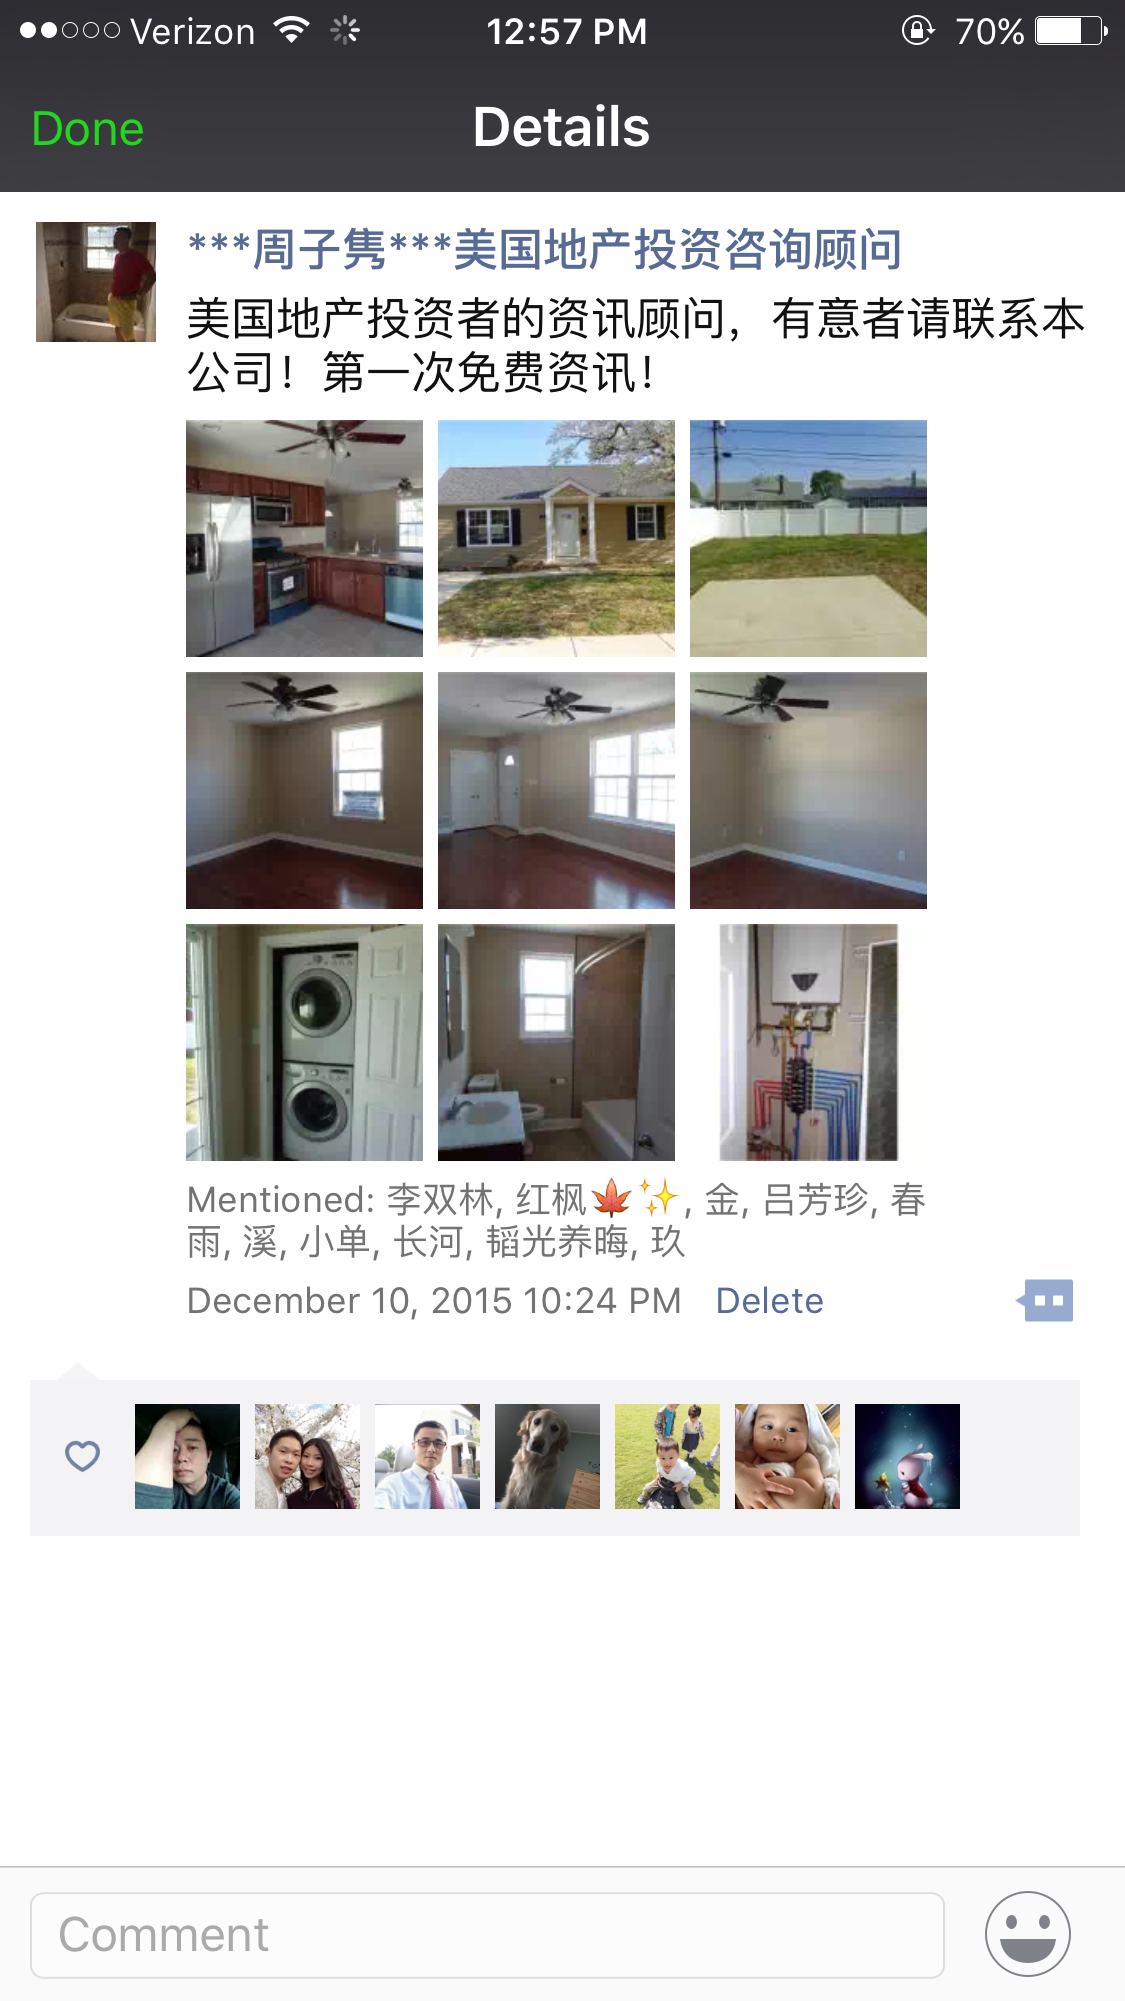 Verizon 12:57 PM 70%
Done Details
***周子隽***美国地产投资咨询顾问
美国地产投资者的资讯顾问，有意者请联系本
公司！第一次免费资讯！
Mentioned: 李双林, 红枫🍁✨, 金, 吕芳珍, 春
雨, 溪, 小单, 长河, 韬光养晦, 玖
December 10, 2015 10:24 PM Delete
Comment